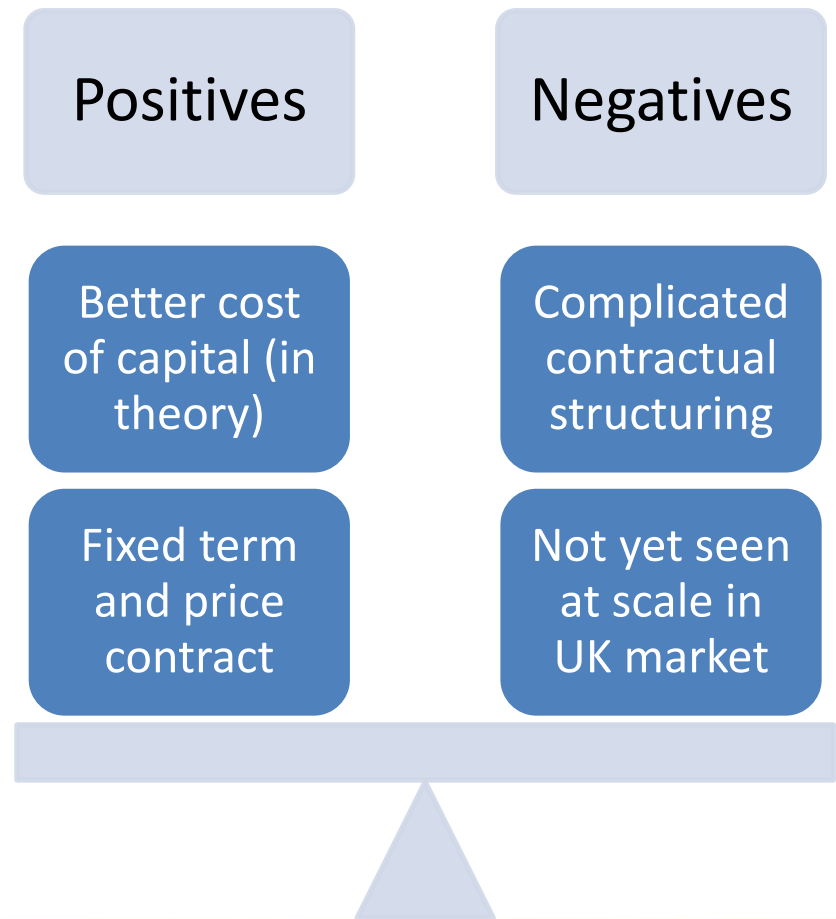 Positives
Negatives
Better cost
of capital (in
theory)
Complicated
contractual
structuring
Fixed term
and price
contract
Not yet seen
at scale in
UK market